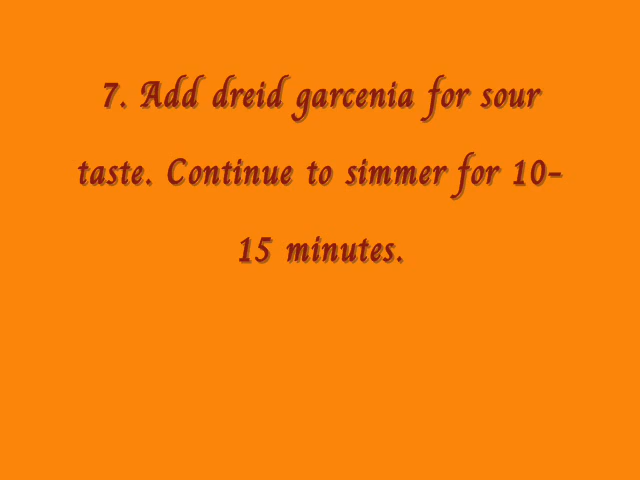 7. Add dreid garcenia for sour
taste. Continue to simmer for 10-
15 minutes.